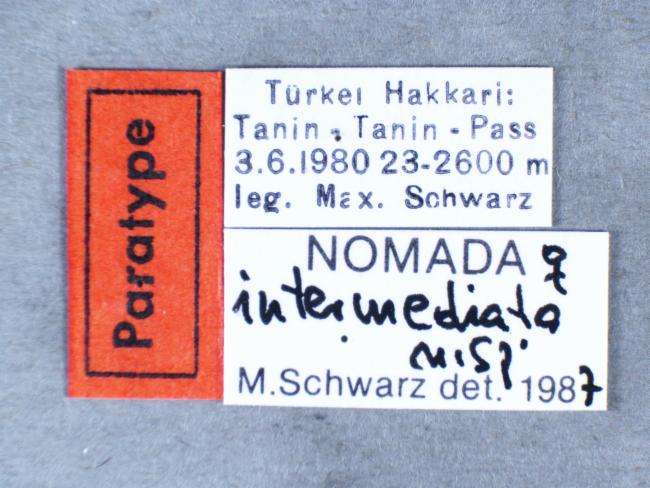 Paratype
Türkei Hakkari:
Tanin - Tanin - Pass
3.6.1980 23-2600 m
leg. Max. Schwarz
NOMADA ♀
intermediata
n.sp.
M.Schwarz det. 1987